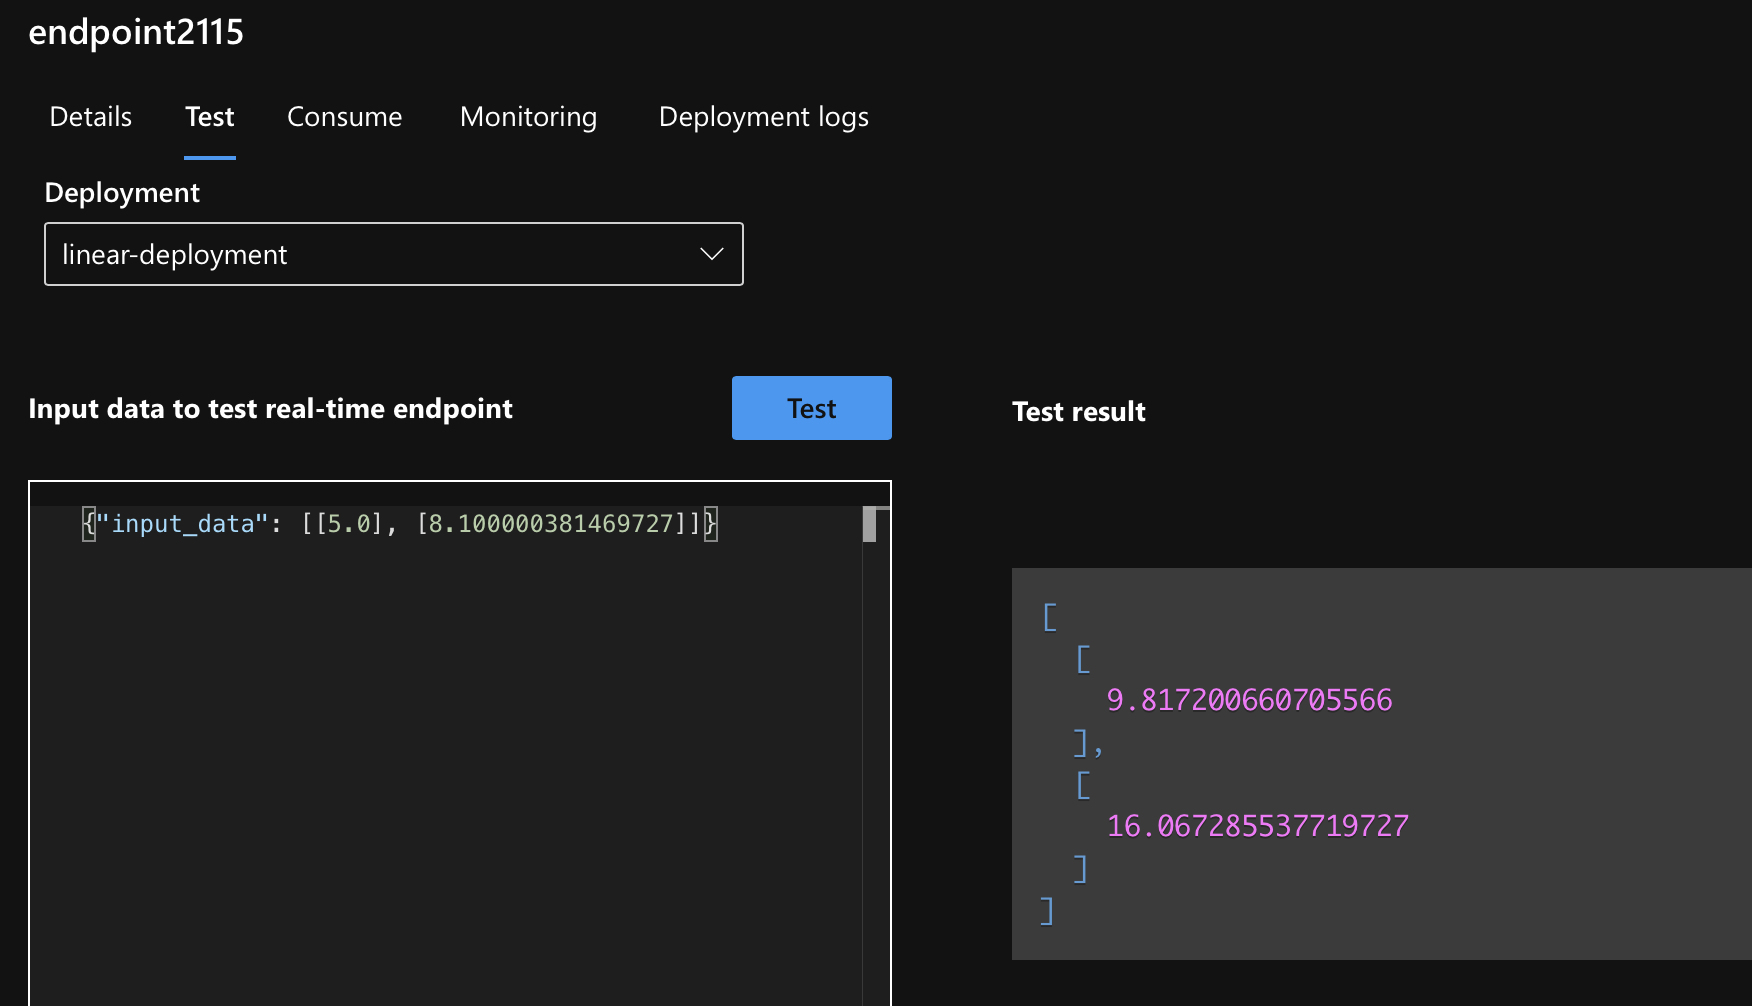 endpoint2115
Details Test Consume Monitoring Deployment logs
Deployment
linear-deployment
Input data to test real-time endpoint
Test
Test result
{"input_data": [[5.0], [8.100000381469727]]}
[
[
9.817200660705566
],
[
16.067285537719727
]
]